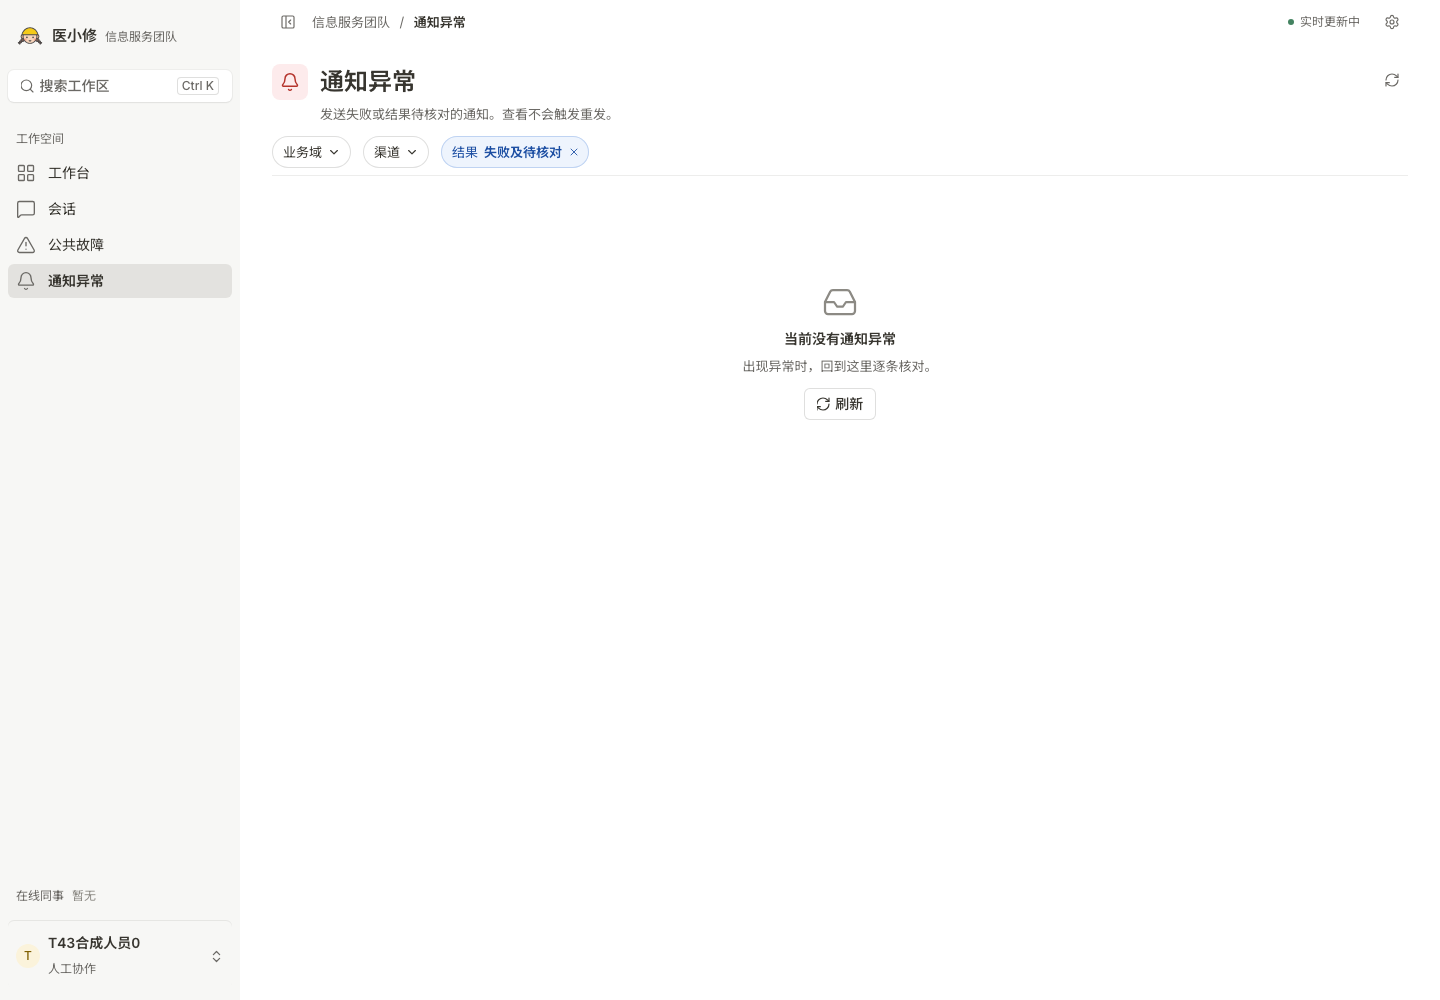 医小修 信息服务团队
搜索工作区 Ctrl K
工作空间
工作台
会话
公共故障
通知异常
在线同事 暂无
T
T43合成人员0
人工协作
信息服务团队 / 通知异常
实时更新中
通知异常
发送失败或结果待核对的通知。查看不会触发重发。
业务域
渠道
结果 失败及待核对
当前没有通知异常
出现异常时，回到这里逐条核对。
刷新